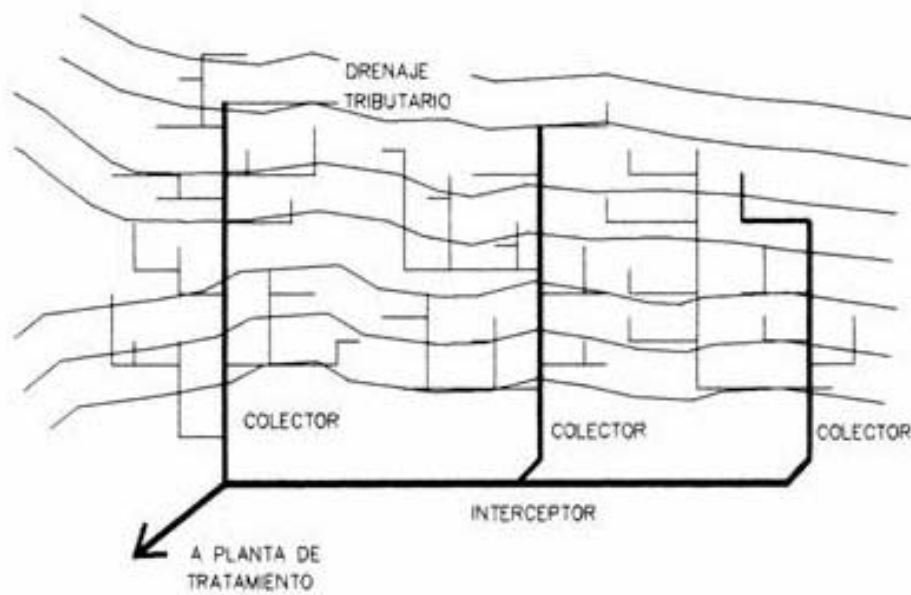 DRENAJE
TRIBUTARIO
COLECTOR
COLECTOR
COLECTOR
INTERCEPTOR
A PLANTA DE
TRATAMIENTO